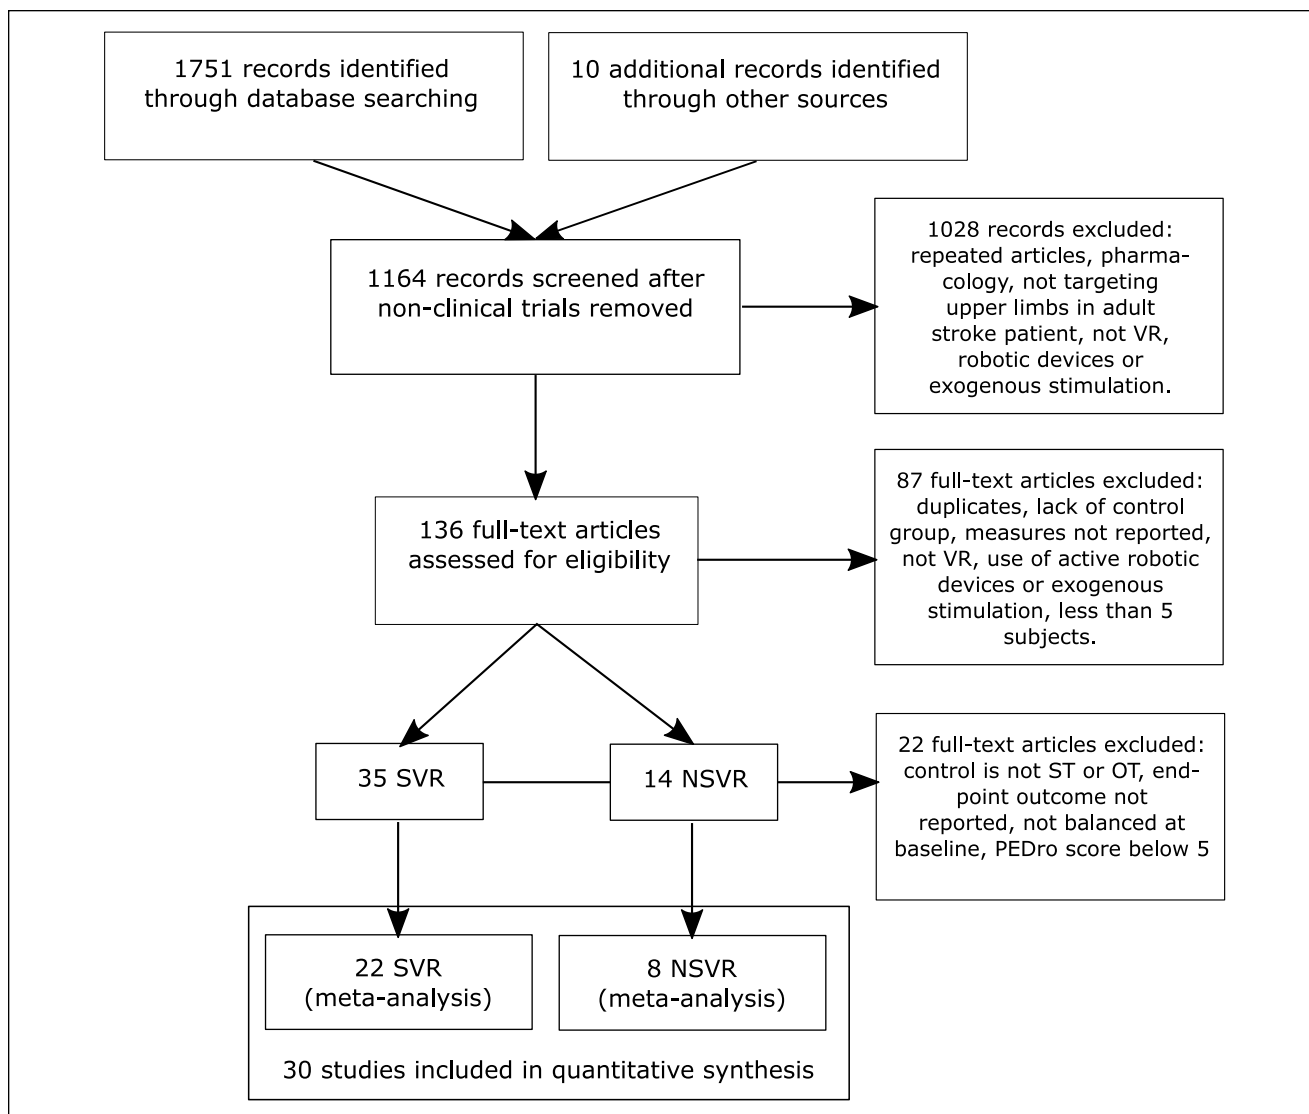 1751 records identified
through database searching
10 additional records identified
through other sources
1164 records screened after
non-clinical trials removed
1028 records excluded:
repeated articles, pharma-
cology, not targeting
upper limbs in adult
stroke patient, not VR,
robotic devices or
exogenous stimulation.
136 full-text articles
assessed for eligibility
87 full-text articles excluded:
duplicates, lack of control
group, measures not reported,
not VR, use of active robotic
devices or exogenous
stimulation, less than 5
subjects.
35 SVR
14 NSVR
22 full-text articles excluded:
control is not ST or OT, end-
point outcome not
reported, not balanced at
baseline, PEDro score below 5
22 SVR
(meta-analysis)
8 NSVR
(meta-analysis)
30 studies included in quantitative synthesis